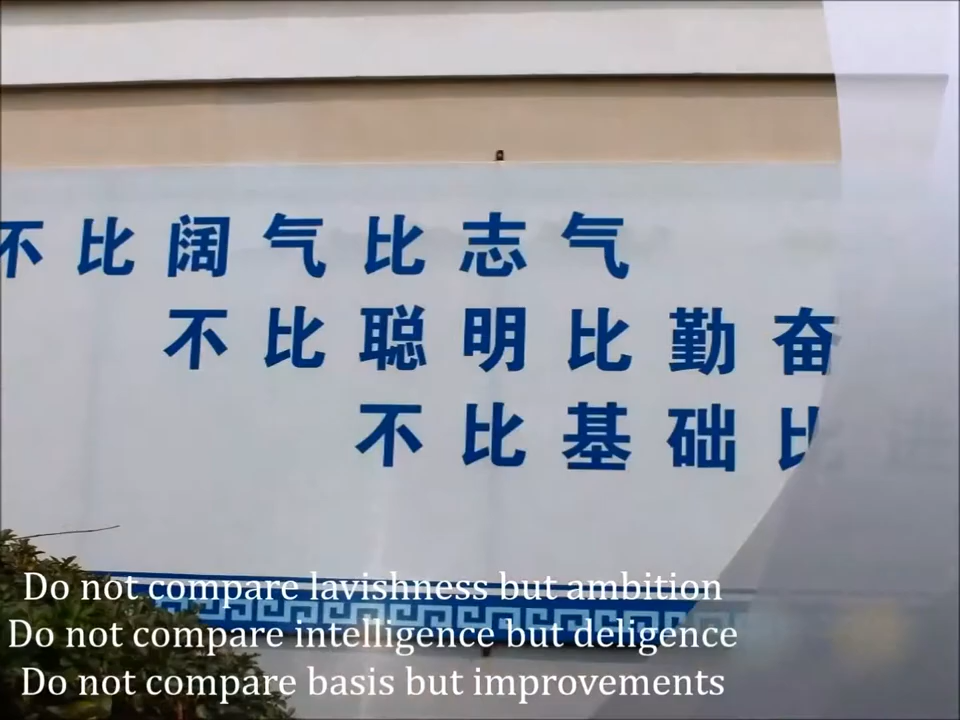 不比阔气比志气
不比聪明比勤奋
不比基础比
Do not compare lavishness but ambition
Do not compare intelligence but deligence
Do not compare basis but improvements